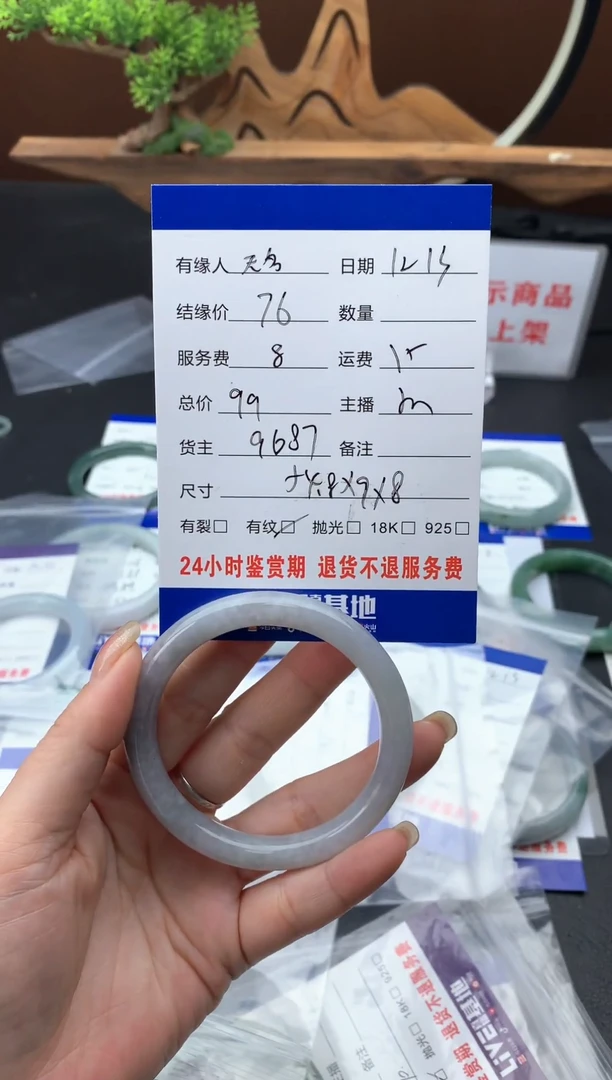 有缘人 日期 12 15
结缘价 76 数量
服务费 8 运费 15
总价 99 主播
货主 9687 备注
尺寸 54.8X9X8
有裂□ 有纹□ 抛光□ 18K□ 925□
24小时鉴赏期 退货不退服务费
基地
示商品
上架